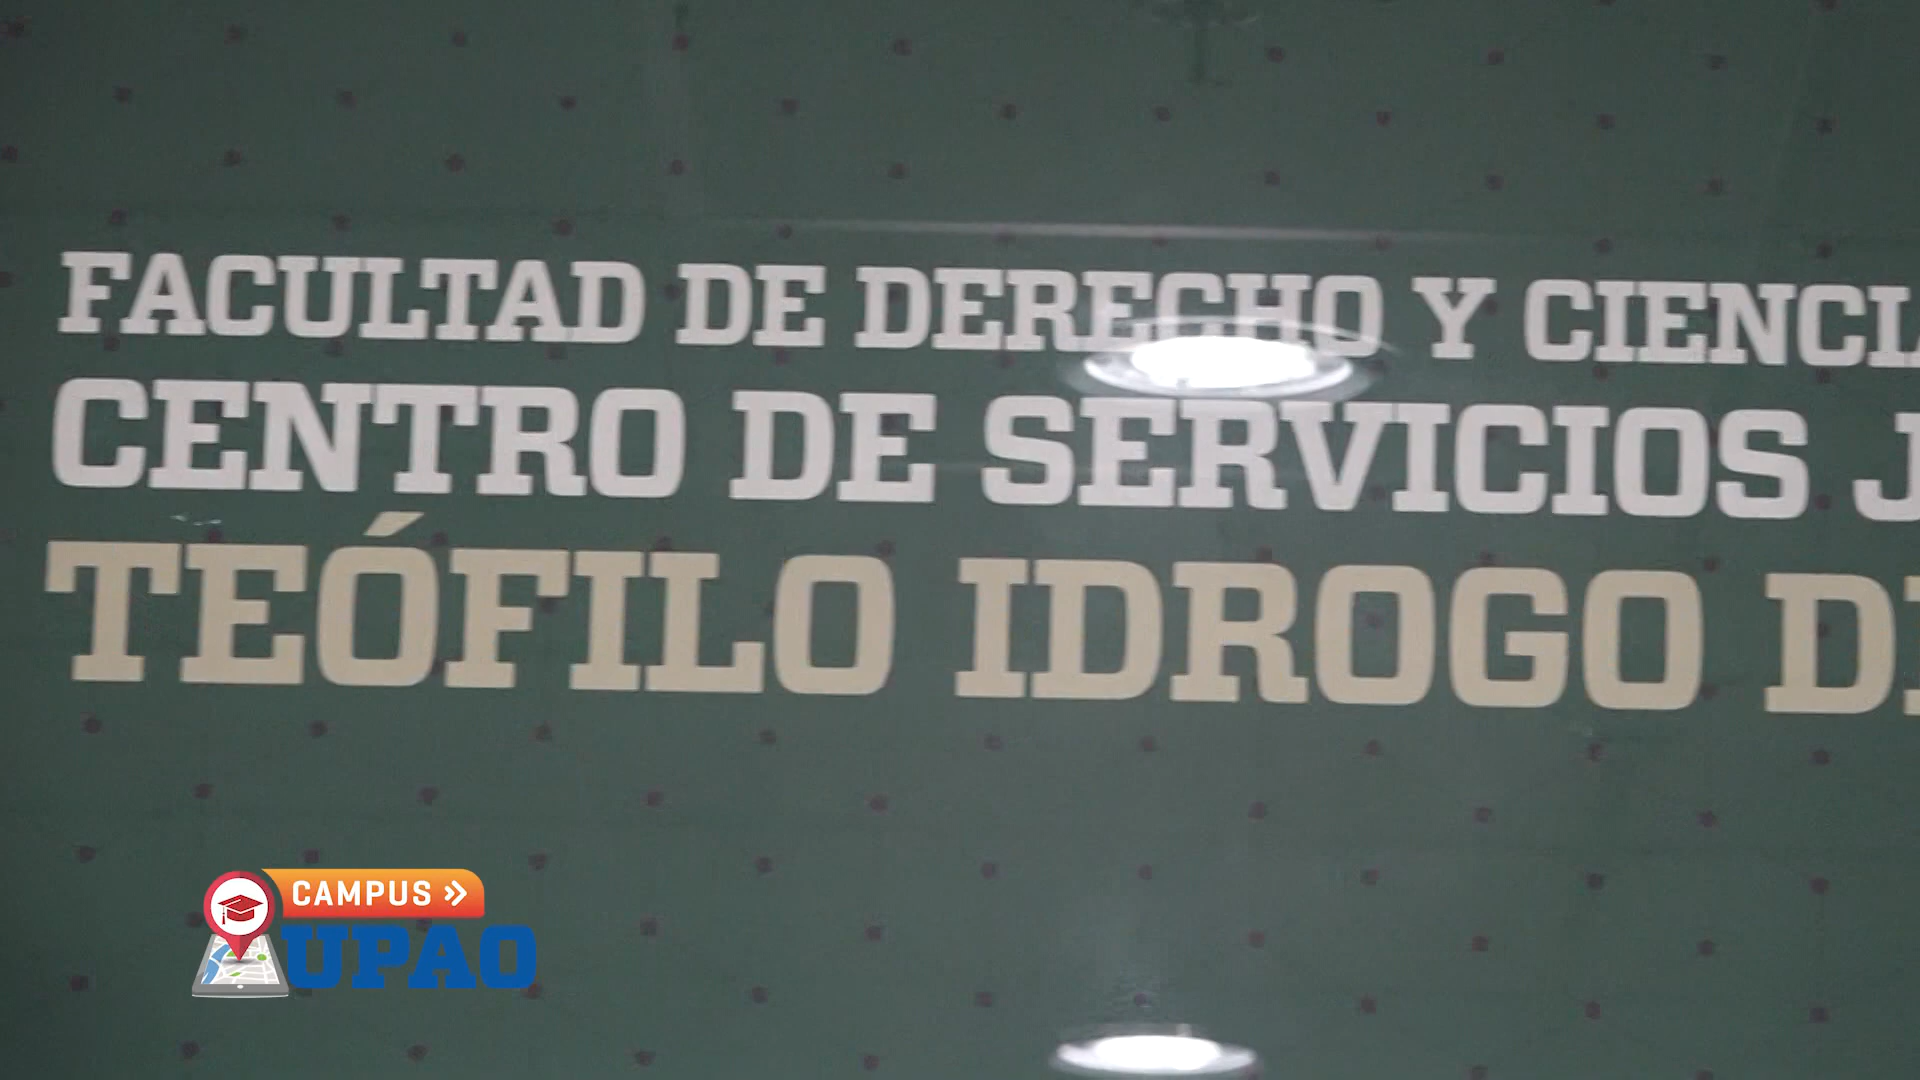 FACULTAD DE DERECHO Y CIENCI
CENTRO DE SERVICIOS J
TEÓFILO IDROGO D
CAMPUS
UPAO